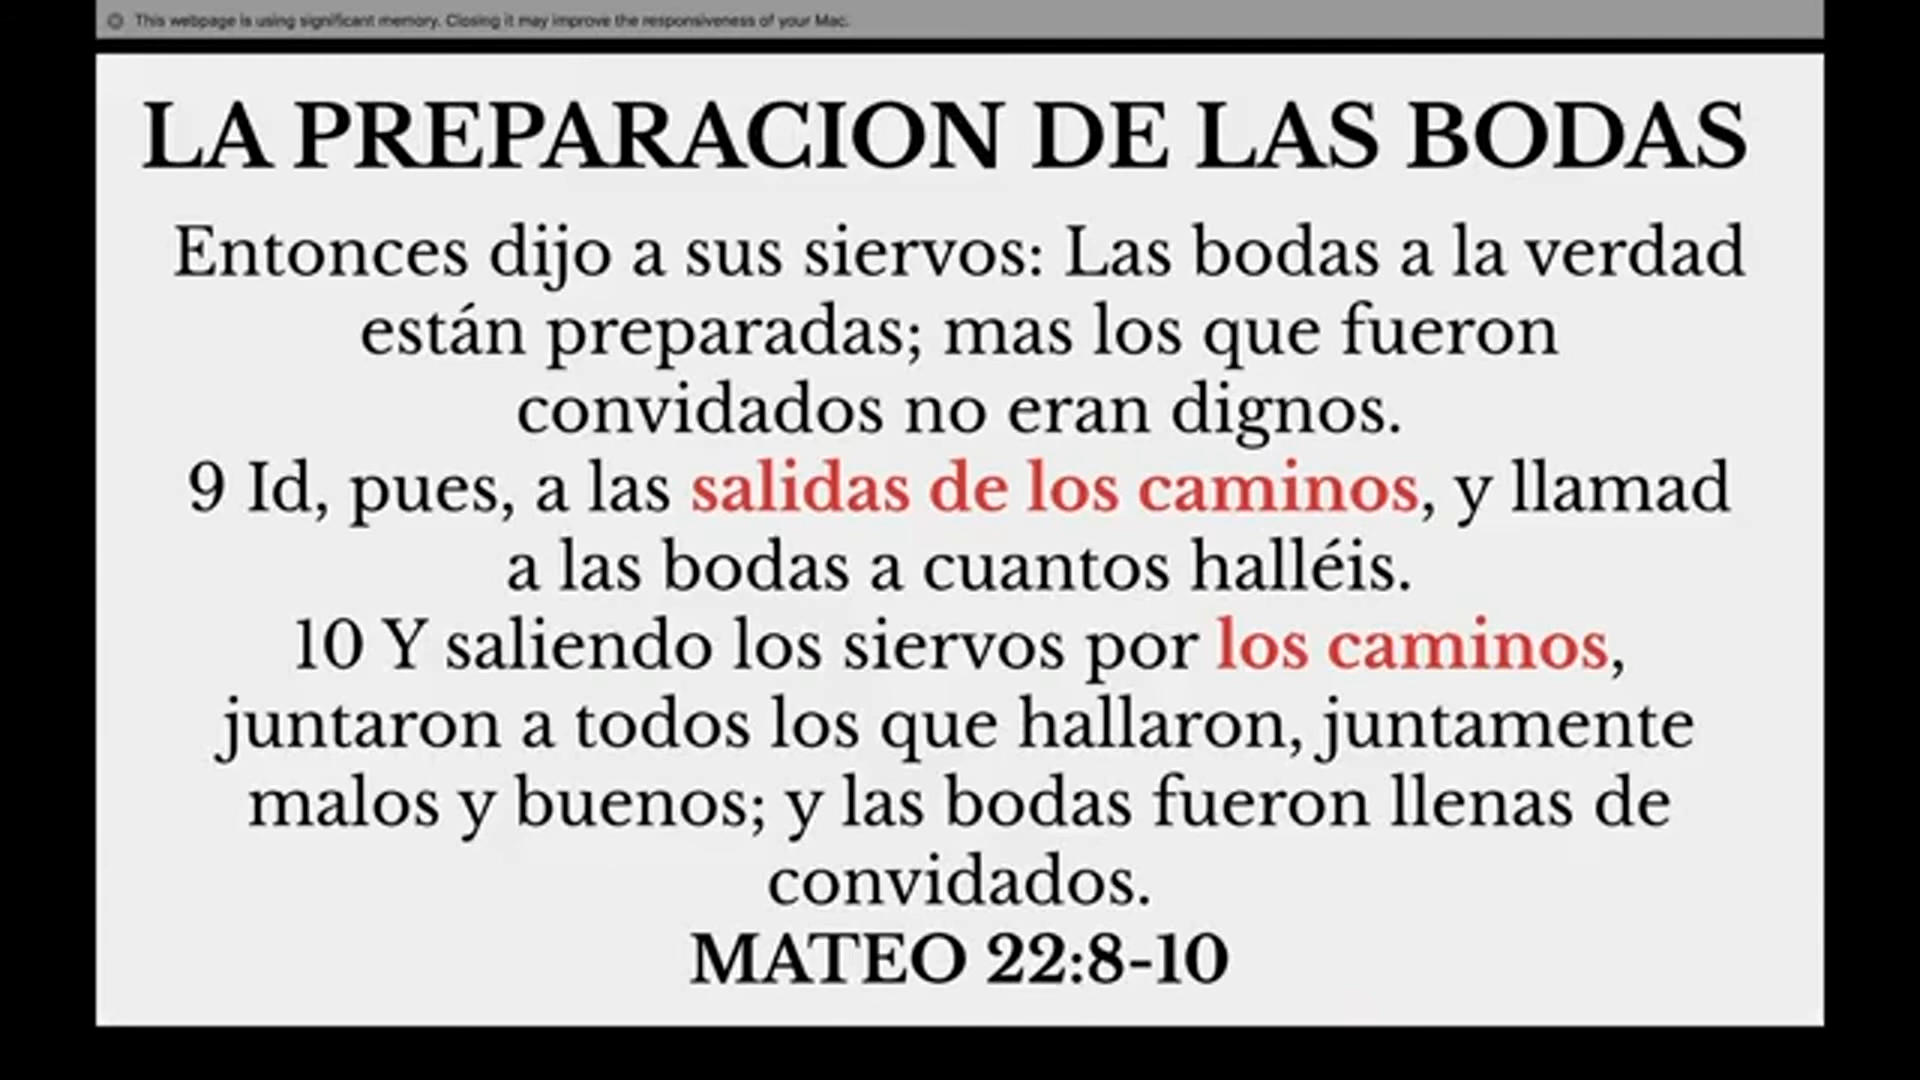 This webpage is using significant memory. Closing it may improve the responsiveness of your Mac.
LA PREPARACION DE LAS BODAS
Entonces dijo a sus siervos: Las bodas a la verdad
están preparadas; mas los que fueron
convidados no eran dignos.
9 Id, pues, a las salidas de los caminos, y llamad
a las bodas a cuantos halléis.
10 Y saliendo los siervos por los caminos,
juntaron a todos los que hallaron, juntamente
malos y buenos; y las bodas fueron llenas de
convidados.
MATEO 22:8-10